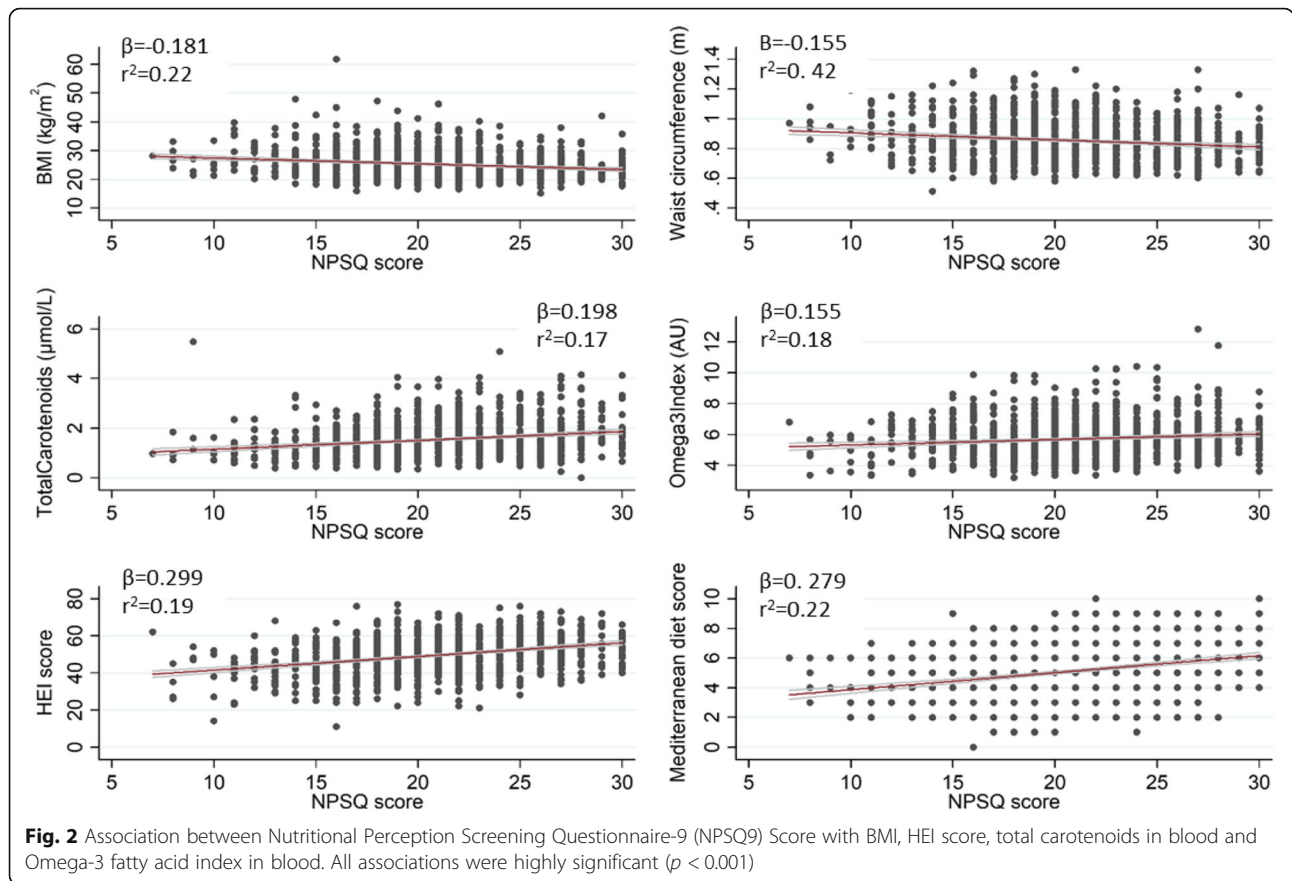 β=-0.181
r²=0.22
BMI (kg/m²)
10 20 30 40 50 60
5 10 15 20 25 30
NPSQ score
B=-0.155
r²=0. 42
Waist circumference (m)
.4 .6 .8 1 1.2 1.4
5 10 15 20 25 30
NPSQ score
β=0.198
r²=0.17
TotalCarotenoids (μmol/L)
0 2 4 6
5 10 15 20 25 30
NPSQ score
β=0.155
r²=0.18
Omega3Index (AU)
4 6 8 10 12
5 10 15 20 25 30
NPSQ score
β=0.299
r²=0.19
HEI score
0 20 40 60 80
5 10 15 20 25 30
NPSQ score
β=0. 279
r²=0.22
Mediterranean diet score
0 2 4 6 8 10
5 10 15 20 25 30
NPSQ score
Fig. 2 Association between Nutritional Perception Screening Questionnaire-9 (NPSQ9) Score with BMI, HEI score, total carotenoids in blood and
Omega-3 fatty acid index in blood. All associations were highly significant (p < 0.001)